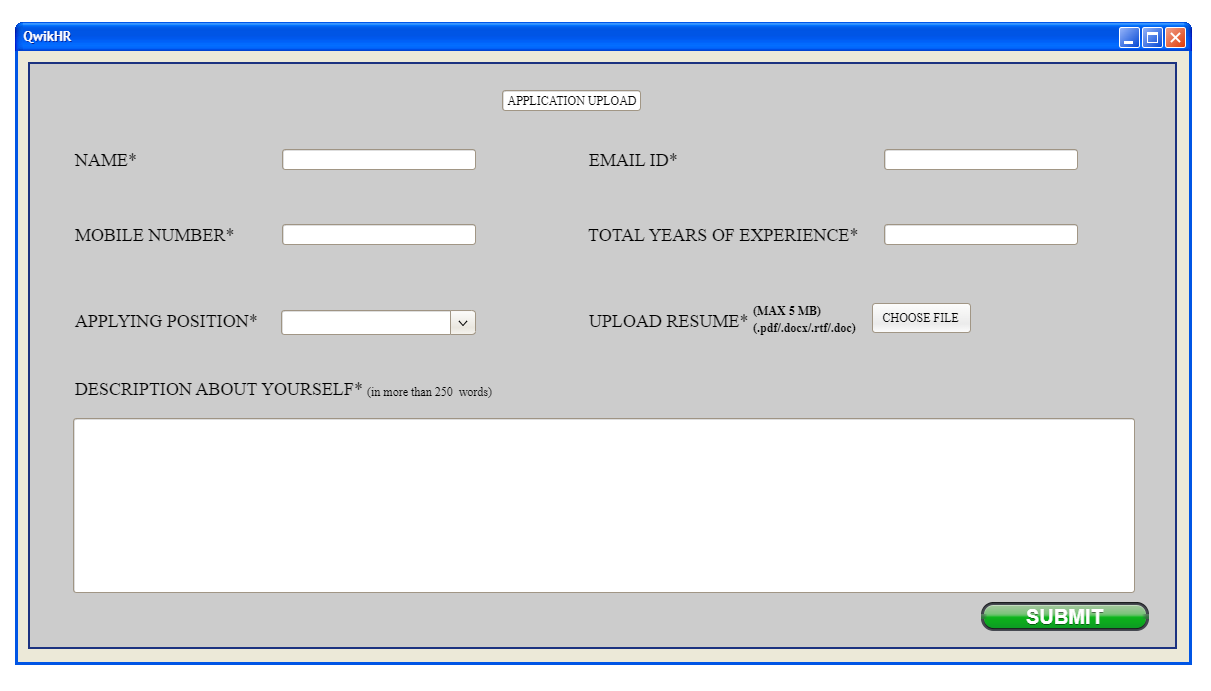 QwikHR
APPLICATION UPLOAD
NAME*
EMAIL ID*
MOBILE NUMBER*
TOTAL YEARS OF EXPERIENCE*
APPLYING POSITION*
UPLOAD RESUME* (MAX 5 MB)
(.pdf/.docx/.rtf/.doc)
CHOOSE FILE
DESCRIPTION ABOUT YOURSELF* (in more than 250 words)
SUBMIT